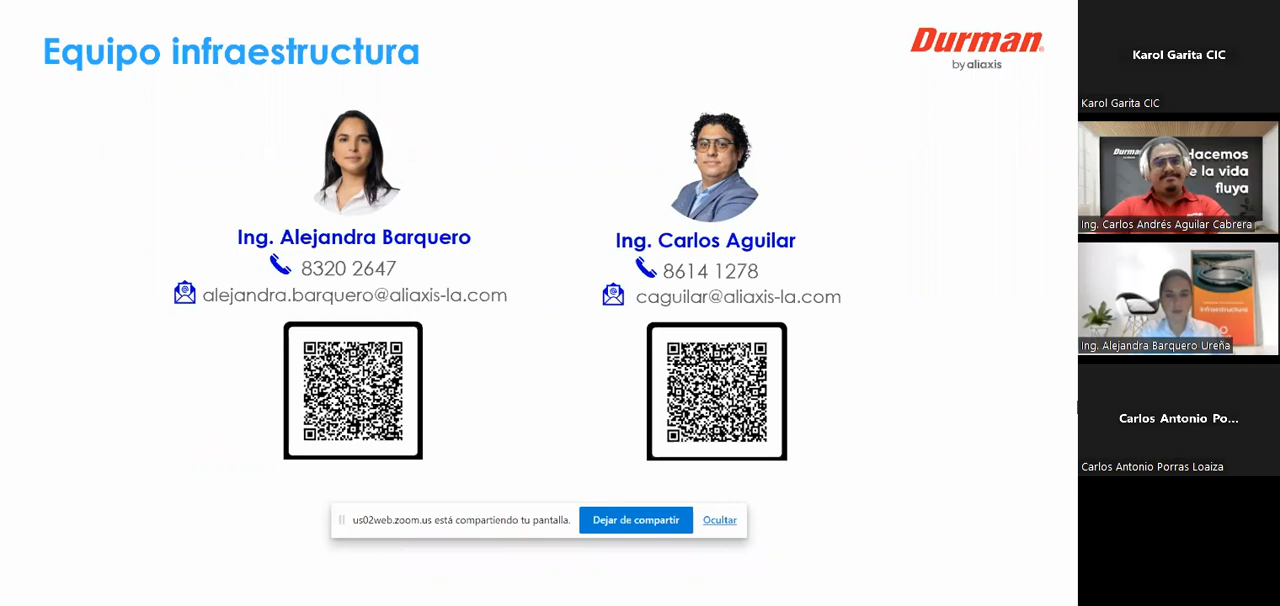 Equipo infraestructura
Durman
by aliaxis
Ing. Alejandra Barquero
8320 2647
alejandra.barquero@aliaxis-la.com
Ing. Carlos Aguilar
8614 1278
caguilar@aliaxis-la.com
us02web.zoom.us está compartiendo tu pantalla.
Dejar de compartir
Ocultar
Karol Garita CIC
Karol Garita CIC
Hacemos
e la vida
fluya
Ing. Carlos Andrés Aguilar Cabrera
Infraestructura
Ing. Alejandra Barquero Ureña
Carlos Antonio Po...
Carlos Antonio Porras Loaiza